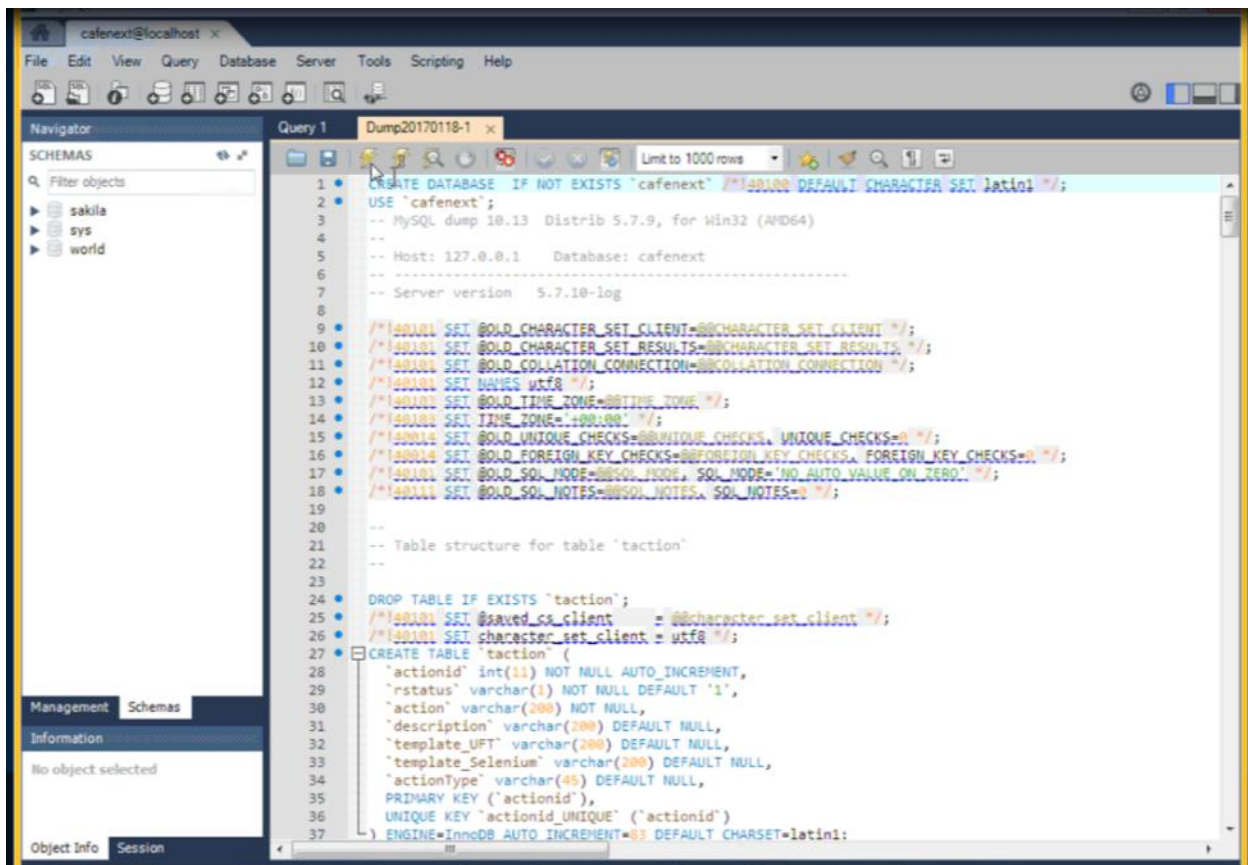 cafenext@localhost ×
File Edit View Query Database Server Tools Scripting Help
Navigator
SCHEMAS
Filter objects
sakila
sys
world
Management Schemas
Information
No object selected
Object Info Session
Query 1 Dump20170118-1 ×
Limit to 1000 rows
1 CREATE DATABASE IF NOT EXISTS `cafenext` /*!40100 DEFAULT CHARACTER SET latin1 */;
2 USE `cafenext`;
3 -- MySQL dump 10.13 Distrib 5.7.9, for Win32 (AMD64)
4 --
5 -- Host: 127.0.0.1 Database: cafenext
6 -- ------------------------------------------------------
7 -- Server version 5.7.10-log
8
9 /*!40101 SET @OLD_CHARACTER_SET_CLIENT=@@CHARACTER_SET_CLIENT */;
10 /*!40101 SET @OLD_CHARACTER_SET_RESULTS=@@CHARACTER_SET_RESULTS */;
11 /*!40101 SET @OLD_COLLATION_CONNECTION=@@COLLATION_CONNECTION */;
12 /*!40101 SET NAMES utf8 */;
13 /*!40103 SET @OLD_TIME_ZONE=@@TIME_ZONE */;
14 /*!40103 SET TIME_ZONE='+00:00' */;
15 /*!40014 SET @OLD_UNIQUE_CHECKS=@@UNIQUE_CHECKS, UNIQUE_CHECKS=0 */;
16 /*!40014 SET @OLD_FOREIGN_KEY_CHECKS=@@FOREIGN_KEY_CHECKS, FOREIGN_KEY_CHECKS=0 */;
17 /*!40101 SET @OLD_SQL_MODE=@@SQL_MODE, SQL_MODE='NO_AUTO_VALUE_ON_ZERO' */;
18 /*!40111 SET @OLD_SQL_NOTES=@@SQL_NOTES, SQL_NOTES=0 */;
19
20 --
21 -- Table structure for table `taction`
22 --
23
24 DROP TABLE IF EXISTS `taction`;
25 /*!40101 SET @saved_cs_client = @@character_set_client */;
26 /*!40101 SET character_set_client = utf8 */;
27 CREATE TABLE `taction` (
28 `actionid` int(11) NOT NULL AUTO_INCREMENT,
29 `rstatus` varchar(1) NOT NULL DEFAULT '1',
30 `action` varchar(200) NOT NULL,
31 `description` varchar(200) DEFAULT NULL,
32 `template_UFT` varchar(200) DEFAULT NULL,
33 `template_Selenium` varchar(200) DEFAULT NULL,
34 `actionType` varchar(45) DEFAULT NULL,
35 PRIMARY KEY (`actionid`),
36 UNIQUE KEY `actionid_UNIQUE` (`actionid`)
37 ) ENGINE=InnoDB AUTO_INCREMENT=83 DEFAULT CHARSET=latin1;